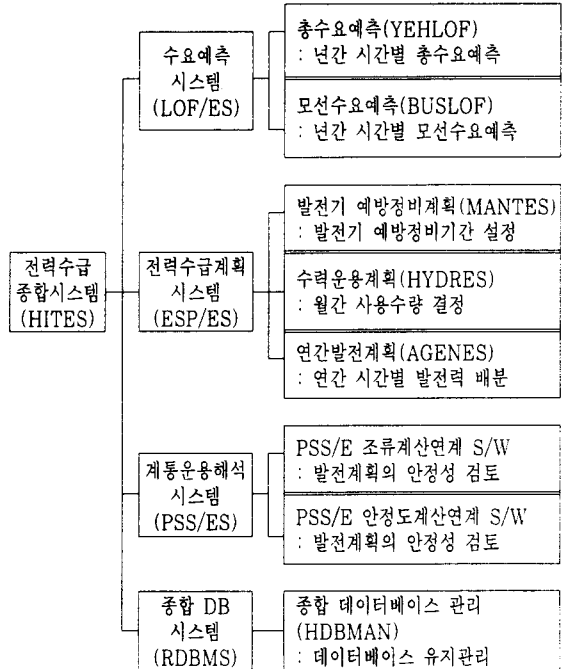 전력수급
종합시스템
(HITES)
수요예측
시스템
(LOF/ES)
총수요예측(YEHLOF)
: 년간 시간별 총수요예측
모선수요예측(BUSLOF)
: 년간 시간별 모선수요예측
전력수급계획
시스템
(ESP/ES)
발전기 예방정비계획(MANTES)
: 발전기 예방정비기간 설정
수력운용계획(HYDRES)
: 월간 사용수량 결정
연간발전계획(AGENES)
: 연간 시간별 발전력 배분
계통운용해석
시스템
(PSS/ES)
PSS/E 조류계산연계 S/W
: 발전계획의 안정성 검토
PSS/E 안정도계산연계 S/W
: 발전계획의 안정성 검토
종합 DB
시스템
(RDBMS)
종합 데이터베이스 관리
(HDBMAN)
: 데이터베이스 유지관리